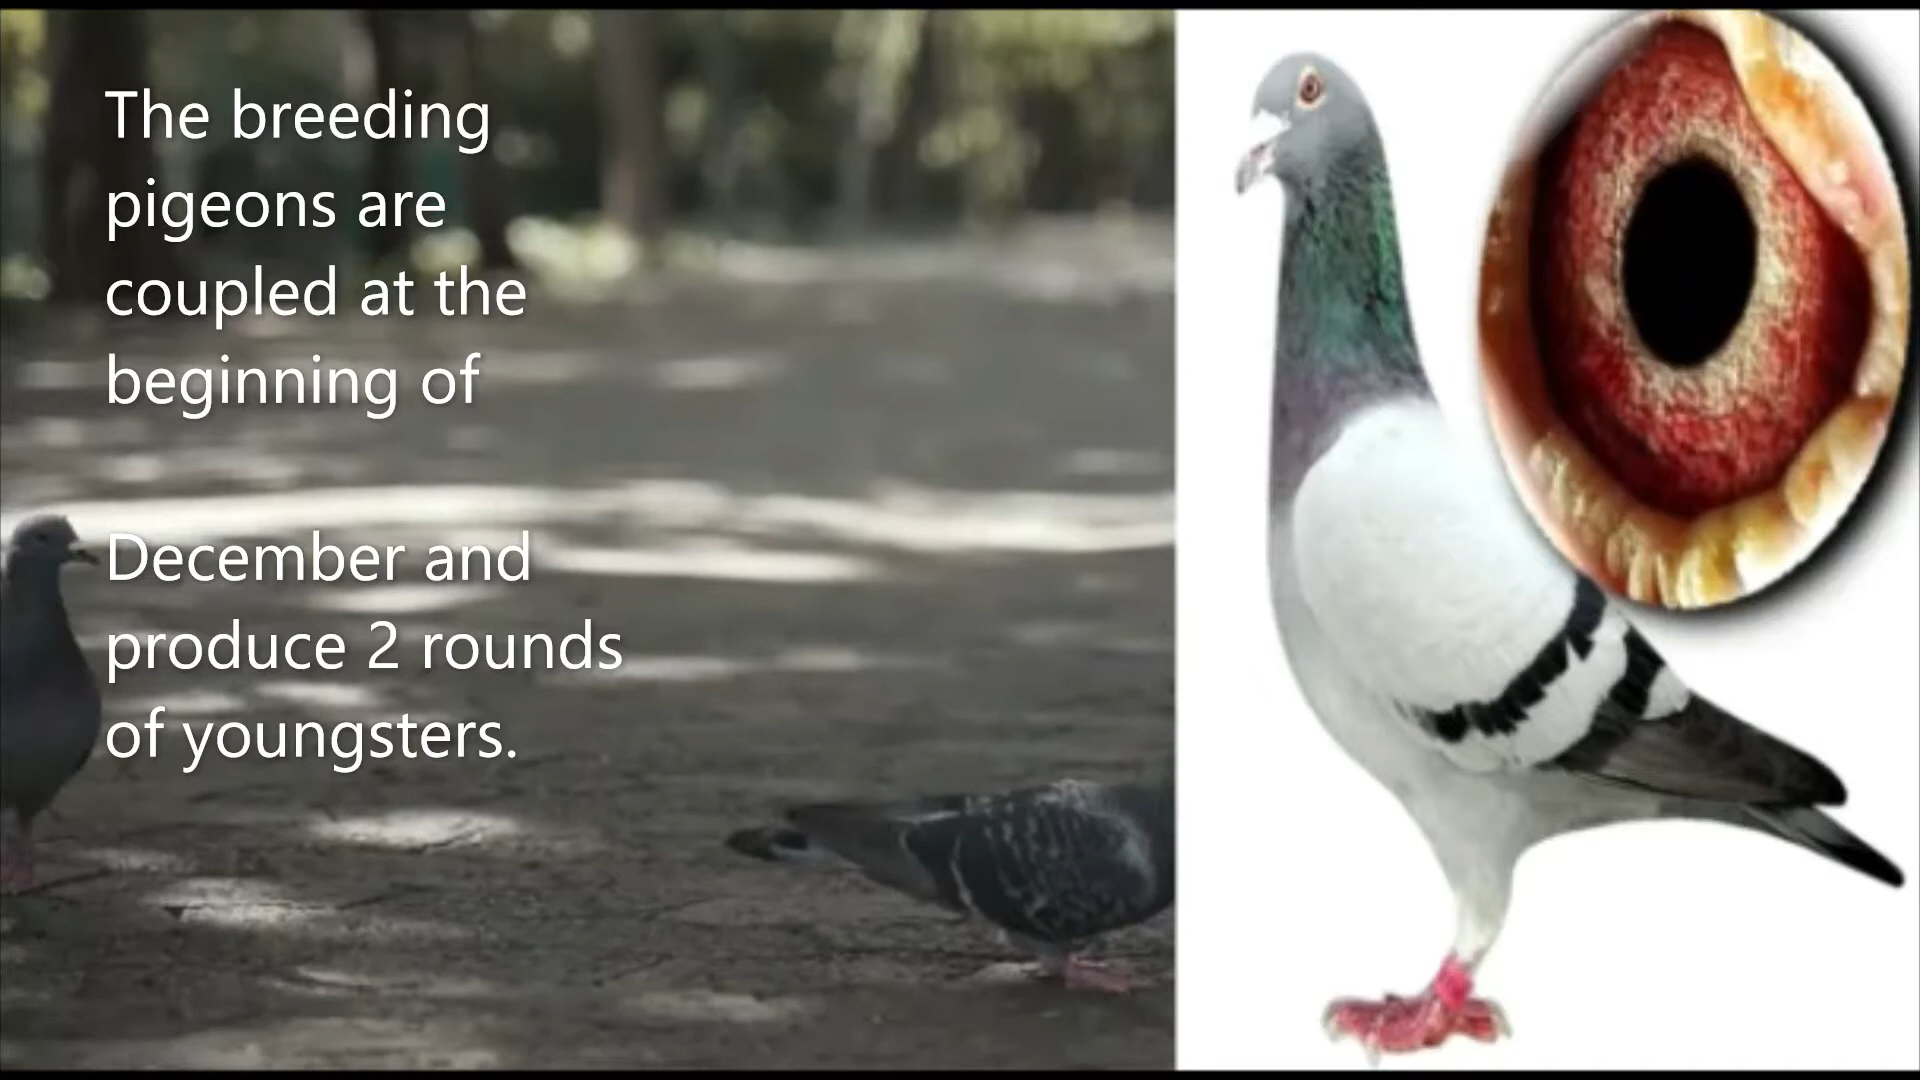 The breeding
pigeons are
coupled at the
beginning of
December and
produce 2 rounds
of youngsters.